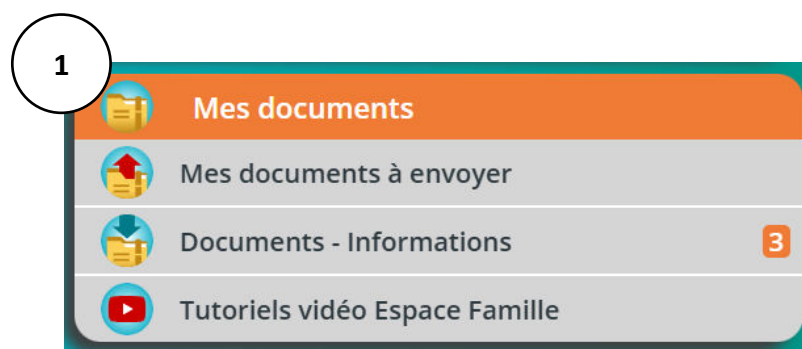 1
Mes documents
Mes documents à envoyer
Documents - Informations 3
Tutoriels vidéo Espace Famille